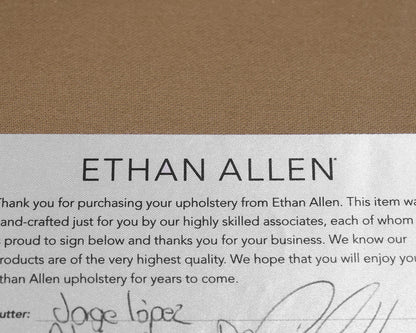 ETHAN ALLEN
Thank you for purchasing your upholstery from Ethan Allen. This item wa
and-crafted just for you by our highly skilled associates, each of whom
s proud to sign below and thanks you for your business. We know our
roducts are of the very highest quality. We hope that you will enjoy you
than Allen upholstery for years to come.
utter: Jorge López